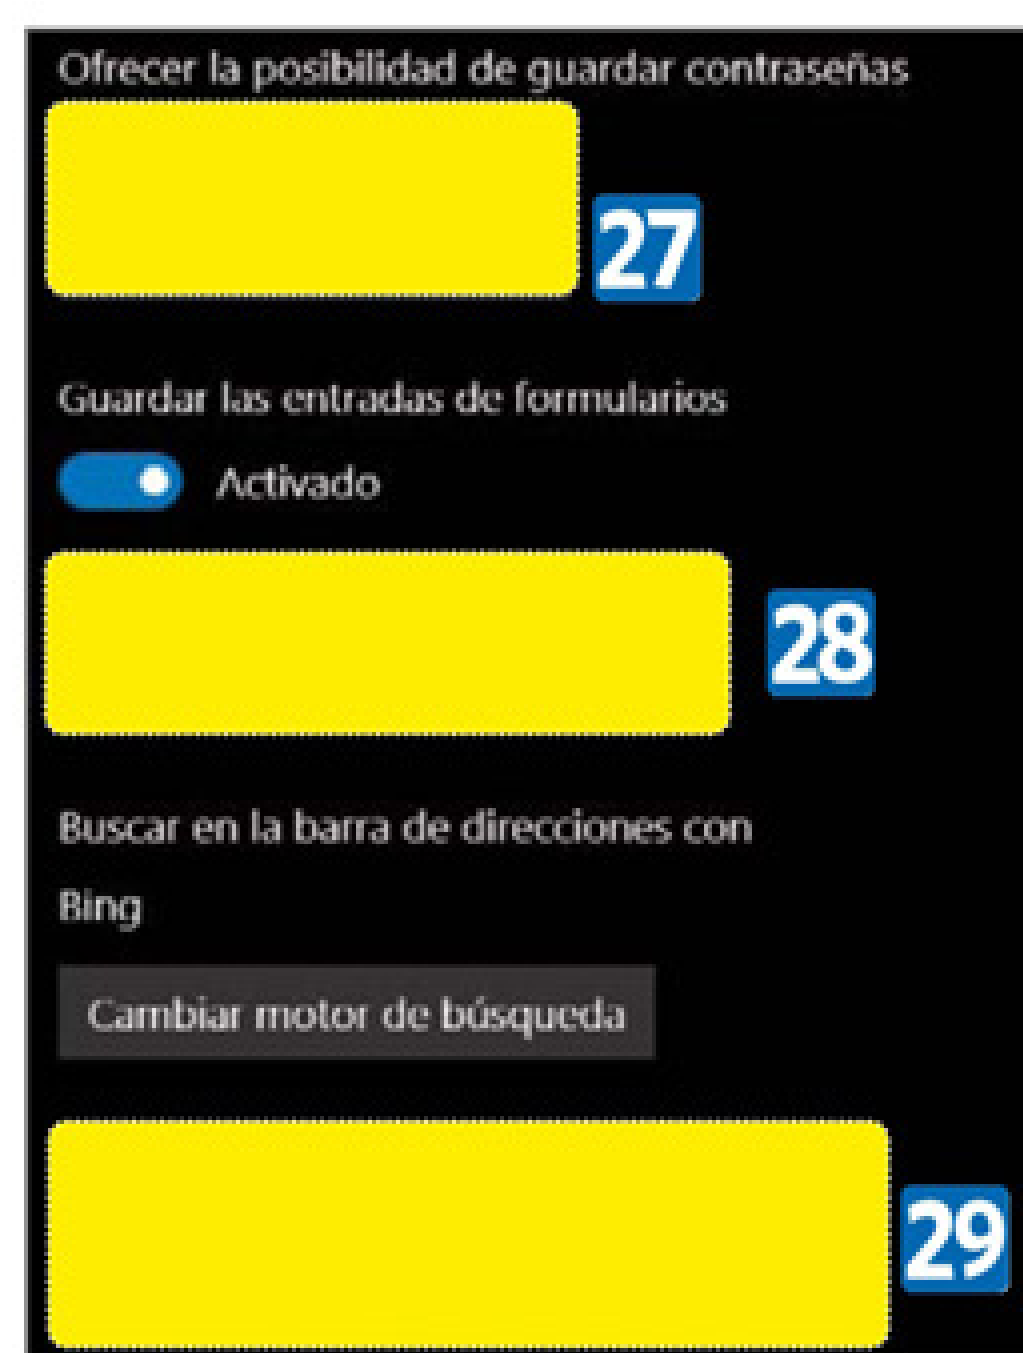 Ofrecer la posibilidad de guardar contraseñas
27
Guardar las entradas de formularios
Activado
28
Buscar en la barra de direcciones con
Bing
Cambiar motor de búsqueda
29